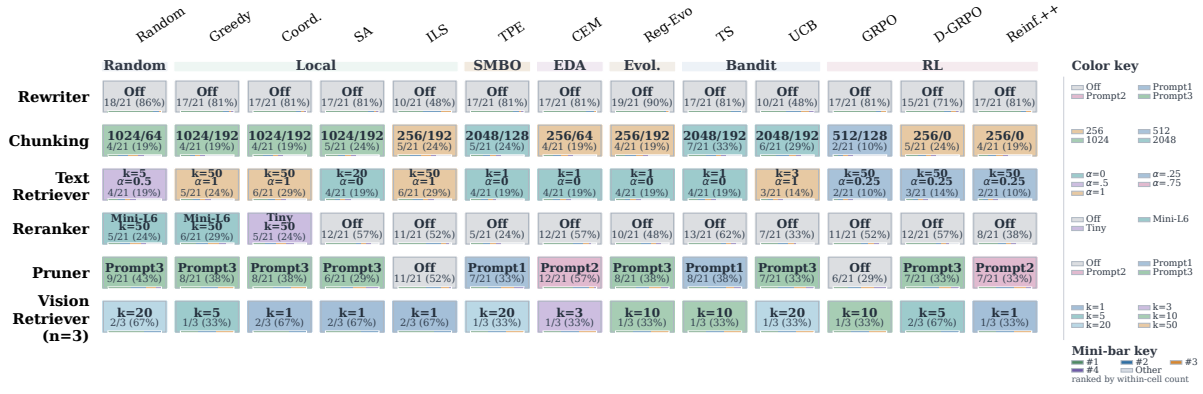 Random Greedy Coord. SA ILS TPE CEM Reg-Evo TS UCB GRPO D-GRPO Reinf.++
Random Local SMBO EDA Evol. Bandit RL
Rewriter
Off Off Off Off Off Off Off Off Off Off Off Off Off
18/21 (86%) 17/21 (81%) 17/21 (81%) 17/21 (81%) 10/21 (48%) 17/21 (81%) 17/21 (81%) 19/21 (90%) 17/21 (81%) 10/21 (48%) 17/21 (81%) 15/21 (71%) 17/21 (81%)
Chunking
1024/64 1024/192 1024/192 1024/192 256/192 2048/128 256/64 256/192 2048/192 2048/192 512/128 256/0 256/0
4/21 (19%) 4/21 (19%) 4/21 (19%) 5/21 (24%) 5/21 (24%) 5/21 (24%) 4/21 (19%) 4/21 (19%) 7/21 (33%) 6/21 (29%) 2/21 (10%) 5/21 (24%) 4/21 (19%)
Text
Retriever
k=5 k=50 k=50 k=20 k=50 k=1 k=1 k=1 k=1 k=3 k=50 k=50 k=50
α=0.5 α=1 α=1 α=0 α=1 α=0 α=0 α=0 α=0 α=1 α=0.25 α=0.25 α=0.25
4/21 (19%) 5/21 (24%) 6/21 (29%) 4/21 (19%) 6/21 (29%) 4/21 (19%) 4/21 (19%) 4/21 (19%) 4/21 (19%) 3/21 (14%) 2/21 (10%) 3/21 (14%) 2/21 (10%)
Reranker
Mini-L6 Mini-L6 Tiny Off Off Off Off Off Off Off Off Off Off
k=50 k=50 k=50
5/21 (24%) 6/21 (29%) 5/21 (24%) 12/21 (57%) 11/21 (52%) 5/21 (24%) 12/21 (57%) 10/21 (48%) 13/21 (62%) 7/21 (33%) 11/21 (52%) 12/21 (57%) 8/21 (38%)
Pruner
Prompt3 Prompt3 Prompt3 Prompt3 Off Prompt1 Prompt2 Prompt3 Prompt1 Prompt3 Off Prompt3 Prompt2
9/21 (43%) 8/21 (38%) 8/21 (38%) 6/21 (29%) 11/21 (52%) 7/21 (33%) 12/21 (57%) 8/21 (38%) 8/21 (38%) 7/21 (33%) 6/21 (29%) 7/21 (33%) 7/21 (33%)
Vision
Retriever
(n=3)
k=20 k=5 k=1 k=1 k=1 k=20 k=3 k=10 k=10 k=20 k=10 k=5 k=1
2/3 (67%) 1/3 (33%) 2/3 (67%) 2/3 (67%) 2/3 (67%) 1/3 (33%) 1/3 (33%) 1/3 (33%) 1/3 (33%) 1/3 (33%) 1/3 (33%) 2/3 (67%) 1/3 (33%)
Color key
Off Prompt1
Prompt2 Prompt3
256 512
1024 2048
α=0 α=.25
α=.5 α=.75
α=1
Off Mini-L6
Tiny
Off Prompt1
Prompt2 Prompt3
k=1 k=3
k=5 k=10
k=20 k=50
Mini-bar key
#1 #2 #3
#4 Other
ranked by within-cell count